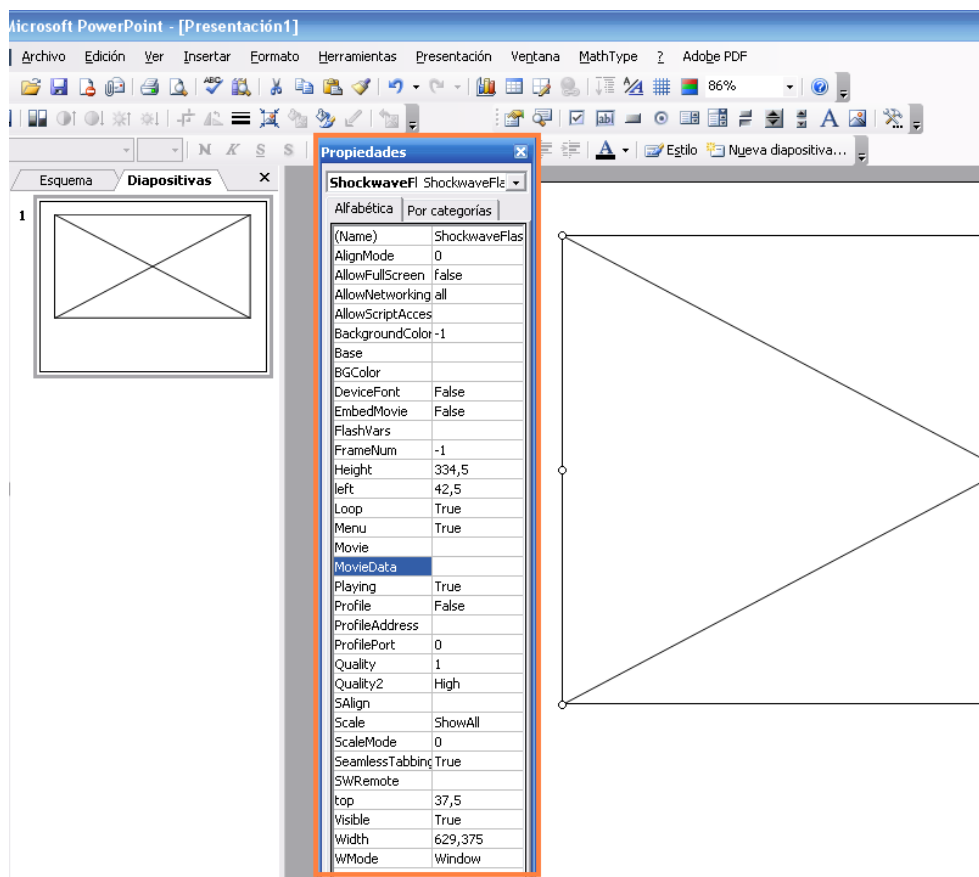 Microsoft PowerPoint - [Presentación1]
Archivo Edición Ver Insertar Formato Herramientas Presentación Ventana MathType ? Adobe PDF
ABC 86%
abl A
N K S S A Estilo Nueva diapositiva...
Propiedades
Esquema Diapositivas
ShockwaveFl ShockwaveFla
Alfabética Por categorías
1
(Name) ShockwaveFlas
AlignMode 0
AllowFullScreen false
AllowNetworking all
AllowScriptAcces
BackgroundColor -1
Base
BGColor
DeviceFont False
EmbedMovie False
FlashVars
FrameNum -1
Height 334,5
left 42,5
Loop True
Menu True
Movie
MovieData
Playing True
Profile False
ProfileAddress
ProfilePort 0
Quality 1
Quality2 High
SAlign
Scale ShowAll
ScaleMode 0
SeamlessTabbing True
SWRemote
top 37,5
Visible True
Width 629,375
WMode Window